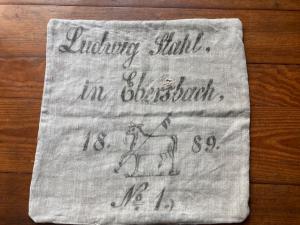 Ludwig Stahl.
in Ebersbach.
18 89.
No 1.